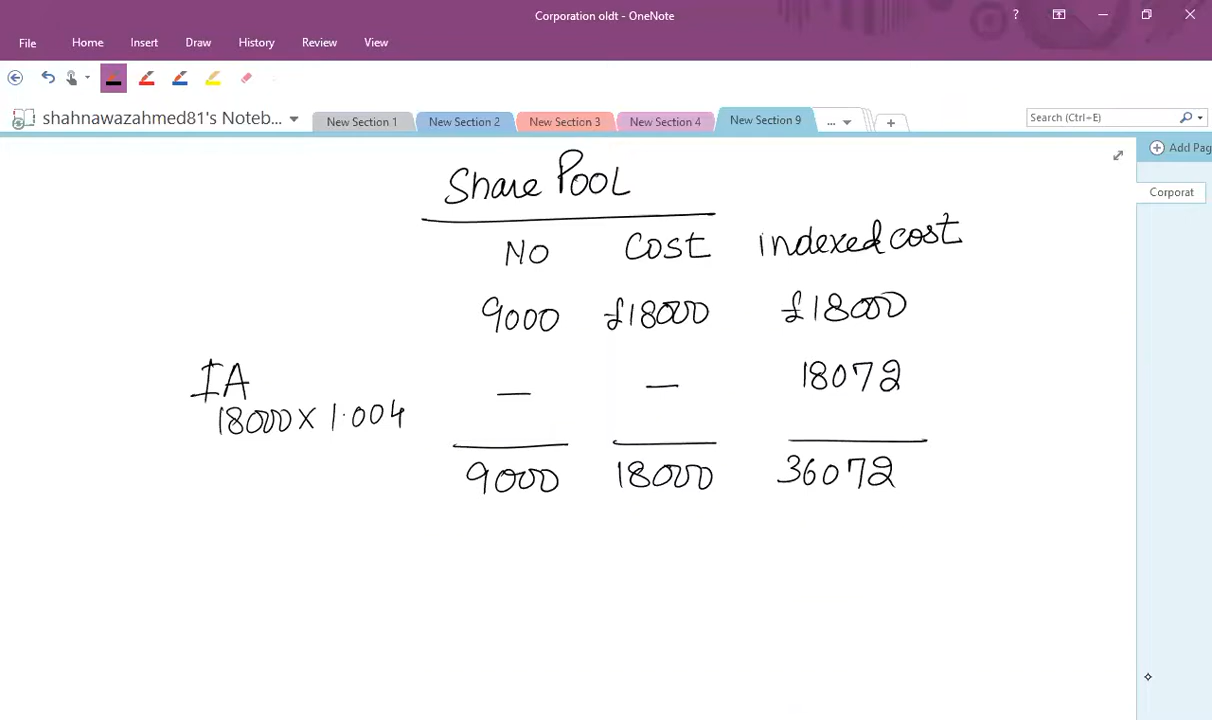 Corporation oldt - OneNote
?
File Home Insert Draw History Review View
shahnawazahmed81's Noteb... New Section 1 New Section 2 New Section 3 New Section 4 New Section 9 ... Search (Ctrl+E)
Add Pag
Corporat
Share Pool
No Cost indexed cost
9000 £18000 £18000
IA — — 18072
18000 x 1.004
9000 18000 36072